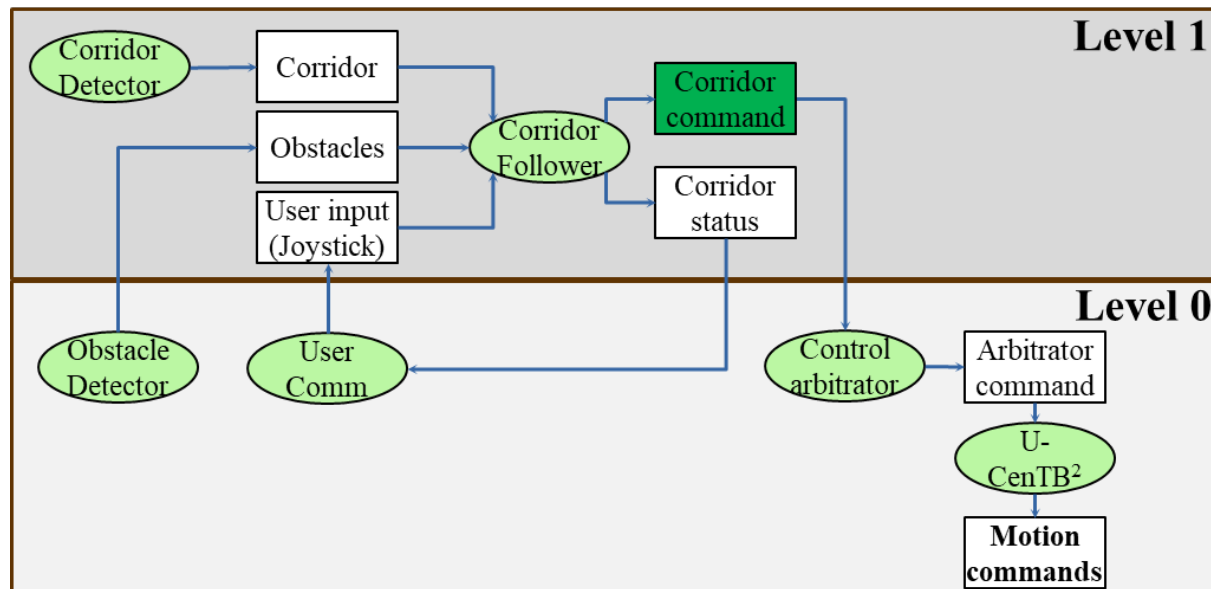 Level 1
Corridor
Detector
Corridor
Corridor
command
Obstacles
Corridor
Follower
Corridor
status
User input
(Joystick)
Level 0
Obstacle
Detector
User
Comm
Control
arbitrator
Arbitrator
command
U-
CenTB²
Motion
commands